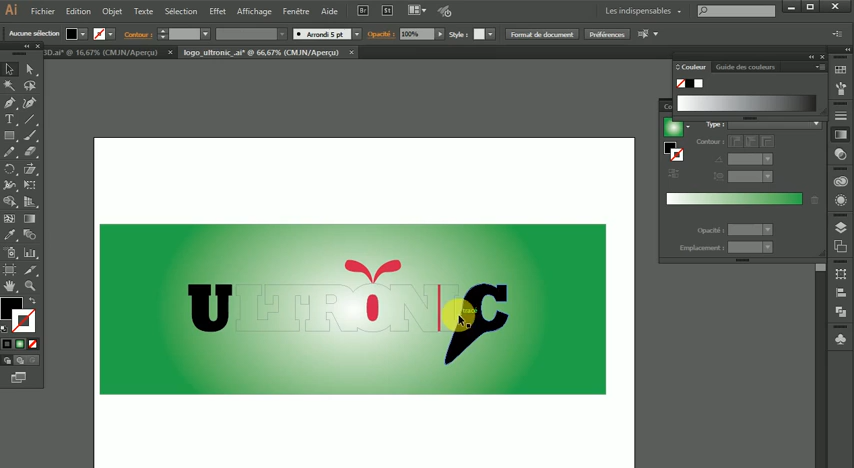 Ai Fichier Edition Objet Texte Sélection Effet Affichage Fenêtre Aide Br St Les indispensables
Aucune sélection Contour : Arrondi 5 pt Opacité : 100% Style : Format de document Préférences
3D.ai* @ 16,67% (CMJN/Aperçu) × logo_ultronic_.ai* @ 66,67% (CMJN/Aperçu) ×
Couleur Guide des couleurs
Type :
Contour :
Opacité :
Emplacement :
ULTRONIC
tracé